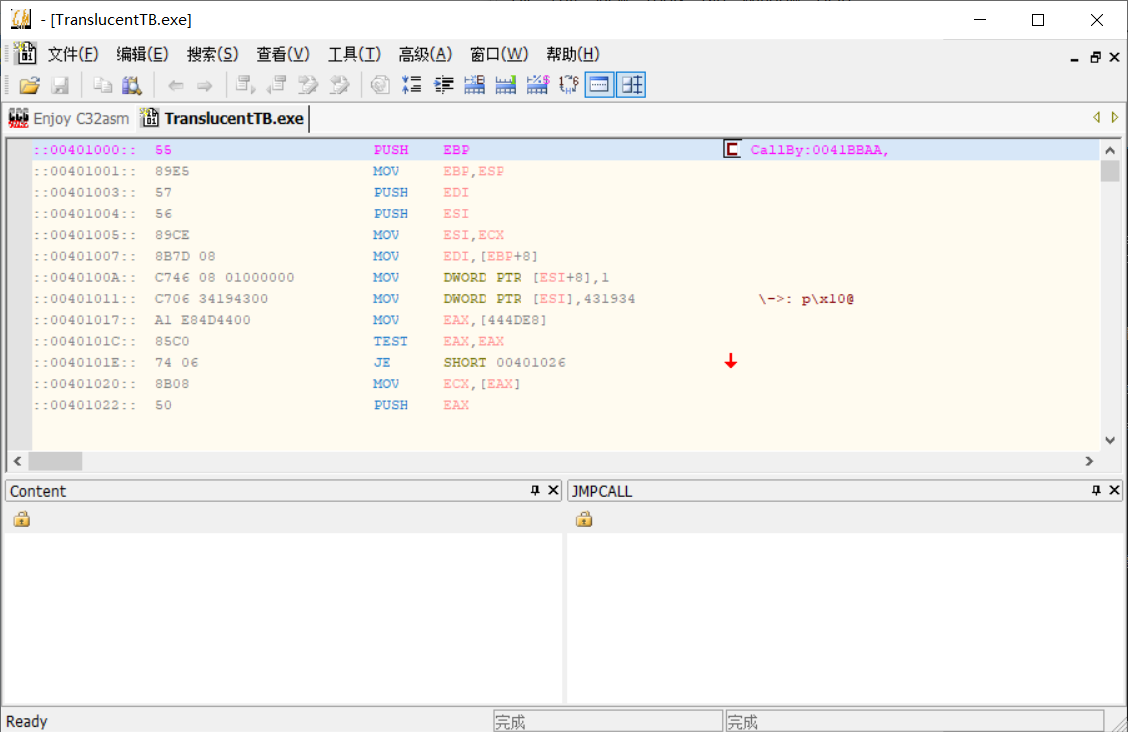 - [TranslucentTB.exe]
文件(F) 编辑(E) 搜索(S) 查看(V) 工具(T) 高级(A) 窗口(W) 帮助(H)
Enjoy C32asm TranslucentTB.exe
::00401000:: 55 PUSH EBP CallBy:0041BBAA,
::00401001:: 89E5 MOV EBP,ESP
::00401003:: 57 PUSH EDI
::00401004:: 56 PUSH ESI
::00401005:: 89CE MOV ESI,ECX
::00401007:: 8B7D 08 MOV EDI,[EBP+8]
::0040100A:: C746 08 01000000 MOV DWORD PTR [ESI+8],1
::00401011:: C706 34194300 MOV DWORD PTR [ESI],431934 \->: p\x10@
::00401017:: A1 E84D4400 MOV EAX,[444DE8]
::0040101C:: 85C0 TEST EAX,EAX
::0040101E:: 74 06 JE SHORT 00401026
::00401020:: 8B08 MOV ECX,[EAX]
::00401022:: 50 PUSH EAX
Content JMPCALL
Ready 完成 完成